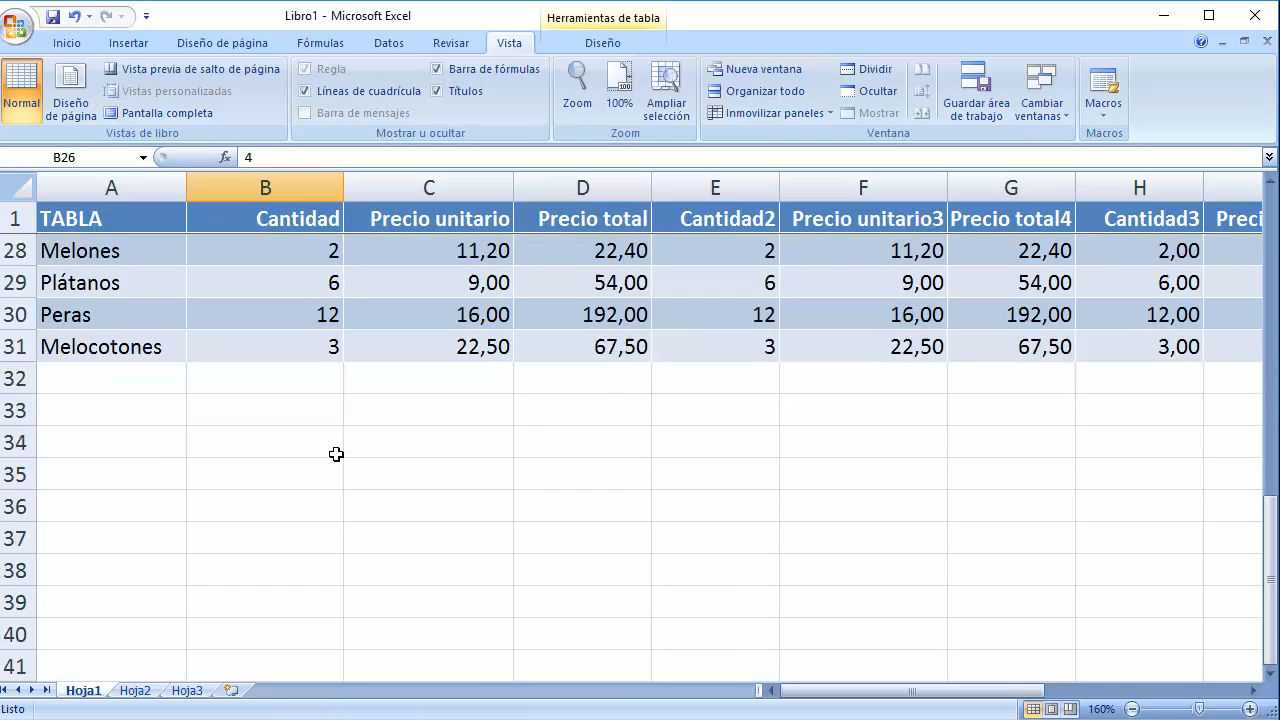 Libro1 - Microsoft Excel
Herramientas de tabla
Inicio Insertar Diseño de página Fórmulas Datos Revisar Vista Diseño
Normal
Diseño de página
Vista previa de salto de página
Vistas personalizadas
Pantalla completa
Vistas de libro
Regla
Líneas de cuadrícula
Barra de mensajes
Barra de fórmulas
Títulos
Mostrar u ocultar
Zoom
100%
Ampliar selección
Zoom
Nueva ventana
Organizar todo
Inmovilizar paneles
Dividir
Ocultar
Mostrar
Guardar área de trabajo
Cambiar ventanas
Ventana
Macros
Macros
B26 fx 4
A B C D E F G H
1 TABLA Cantidad Precio unitario Precio total Cantidad2 Precio unitario3 Precio total4 Cantidad3 Preci
28 Melones 2 11,20 22,40 2 11,20 22,40 2,00
29 Plátanos 6 9,00 54,00 6 9,00 54,00 6,00
30 Peras 12 16,00 192,00 12 16,00 192,00 12,00
31 Melocotones 3 22,50 67,50 3 22,50 67,50 3,00
32
33
34
35
36
37
38
39
40
41
Hoja1 Hoja2 Hoja3
Listo 160%